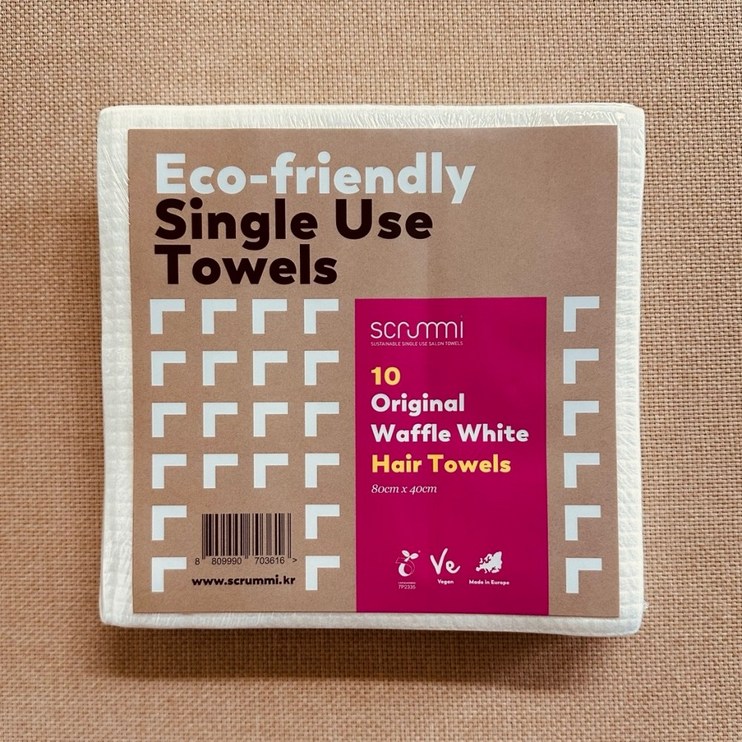 Eco-friendly
Single Use
Towels
scrummi
SUSTAINABLE SINGLE USE SALON TOWELS
10
Original
Waffle White
Hair Towels
80cm x 40cm
8 809990 703616 >
www.scrummi.kr
Ve
Vegan
Made in Europe